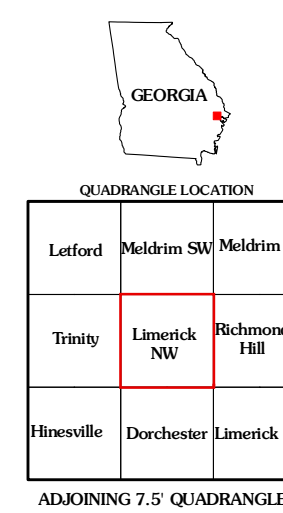 GEORGIA
QUADRANGLE LOCATION
Letford Meldrim SW Meldrim
Trinity Limerick NW Richmond Hill
Hinesville Dorchester Limerick
ADJOINING 7.5' QUADRANGLE